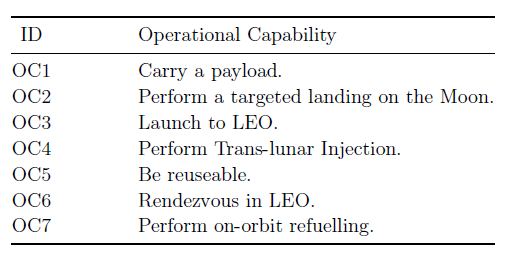 ID Operational Capability
OC1 Carry a payload.
OC2 Perform a targeted landing on the Moon.
OC3 Launch to LEO.
OC4 Perform Trans-lunar Injection.
OC5 Be reuseable.
OC6 Rendezvous in LEO.
OC7 Perform on-orbit refuelling.